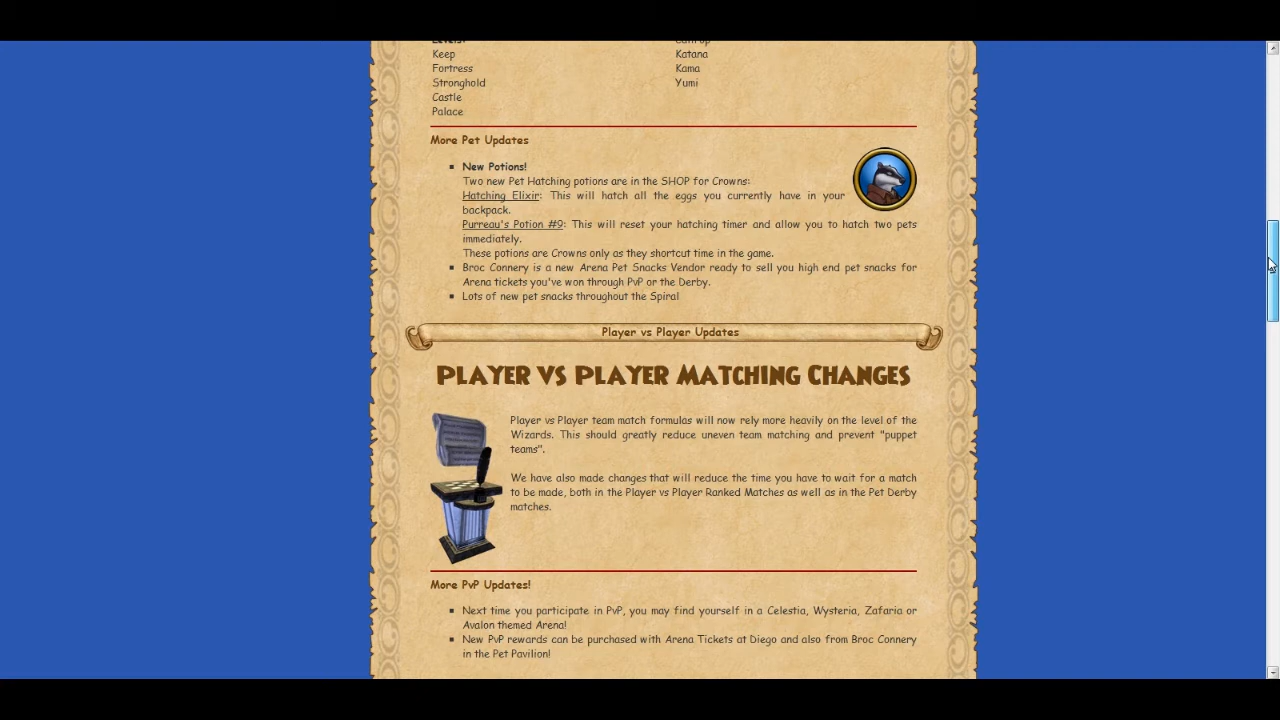 Keep
Katana
Fortress
Kama
Stronghold
Yumi
Castle
Palace
More Pet Updates
New Potions!
Two new Pet Hatching potions are in the SHOP for Crowns:
Hatching Elixir: This will hatch all the eggs you currently have in your
backpack.
Purreau's Potion #9: This will reset your hatching timer and allow you to hatch two pets
immediately.
These potions are Crowns only as they shortcut time in the game.
Broc Connery is a new Arena Pet Snacks Vendor ready to sell you high end pet snacks for
Arena tickets you've won through PvP or the Derby.
Lots of new pet snacks throughout the Spiral
Player vs Player Updates
Player vs Player Matching Changes
Player vs Player team match formulas will now rely more heavily on the level of the
Wizards. This should greatly reduce uneven team matching and prevent "puppet
teams".
We have also made changes that will reduce the time you have to wait for a match
to be made, both in the Player vs Player Ranked Matches as well as in the Pet Derby
matches.
More PvP Updates!
Next time you participate in PvP, you may find yourself in a Celestia, Wysteria, Zafaria or
Avalon themed Arena!
New PvP rewards can be purchased with Arena Tickets at Diego and also from Broc Connery
in the Pet Pavilion!